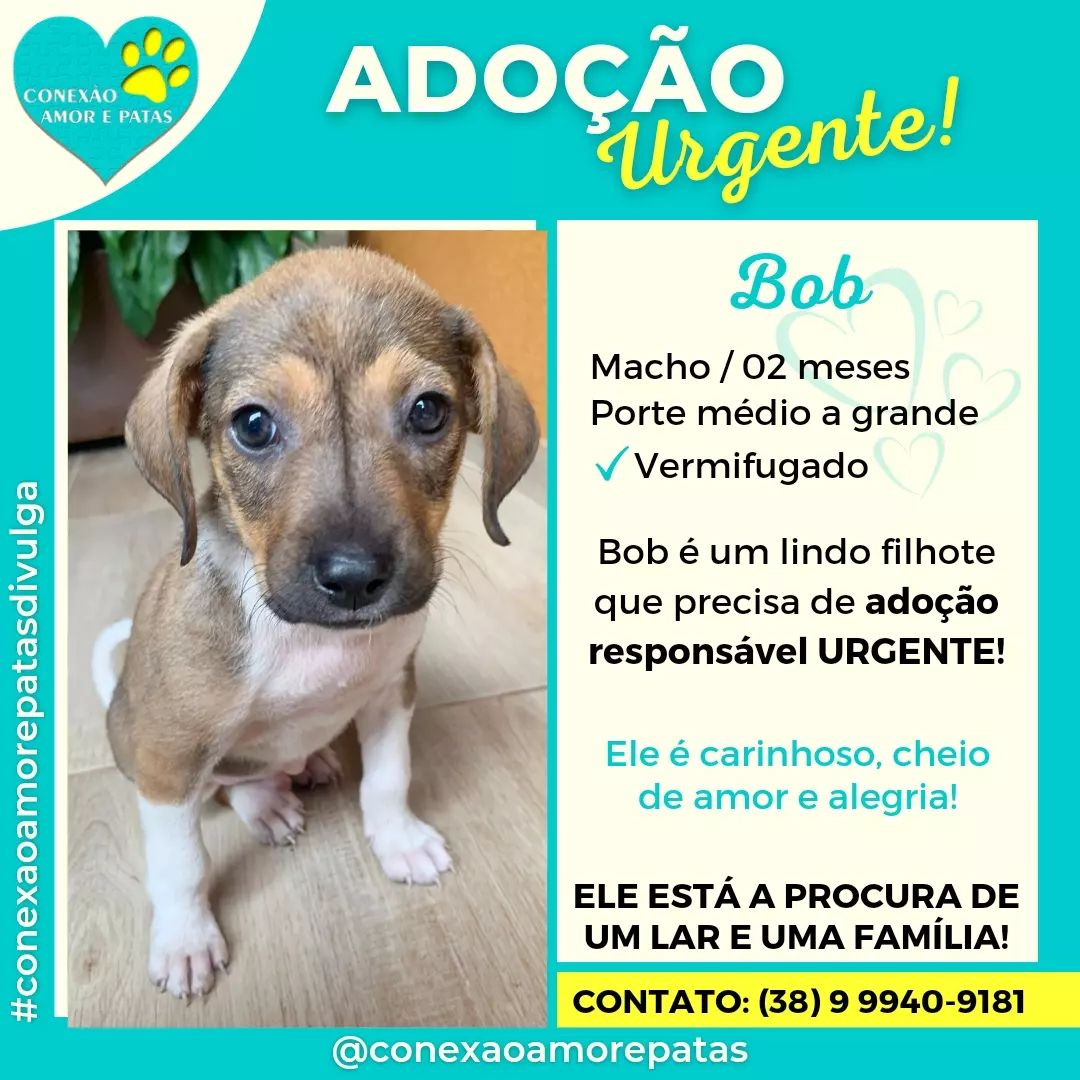 CONEXÃO
AMOR E PATAS
ADOÇÃO
Urgente!
Bob
Macho / 02 meses
Porte médio a grande
✓Vermifugado
Bob é um lindo filhote
que precisa de adoção
responsável URGENTE!
Ele é carinhoso, cheio
de amor e alegria!
ELE ESTÁ A PROCURA DE
UM LAR E UMA FAMÍLIA!
CONTATO: (38) 9 9940-9181
#conexaoamorepatasdivulga
@conexaoamorepatas